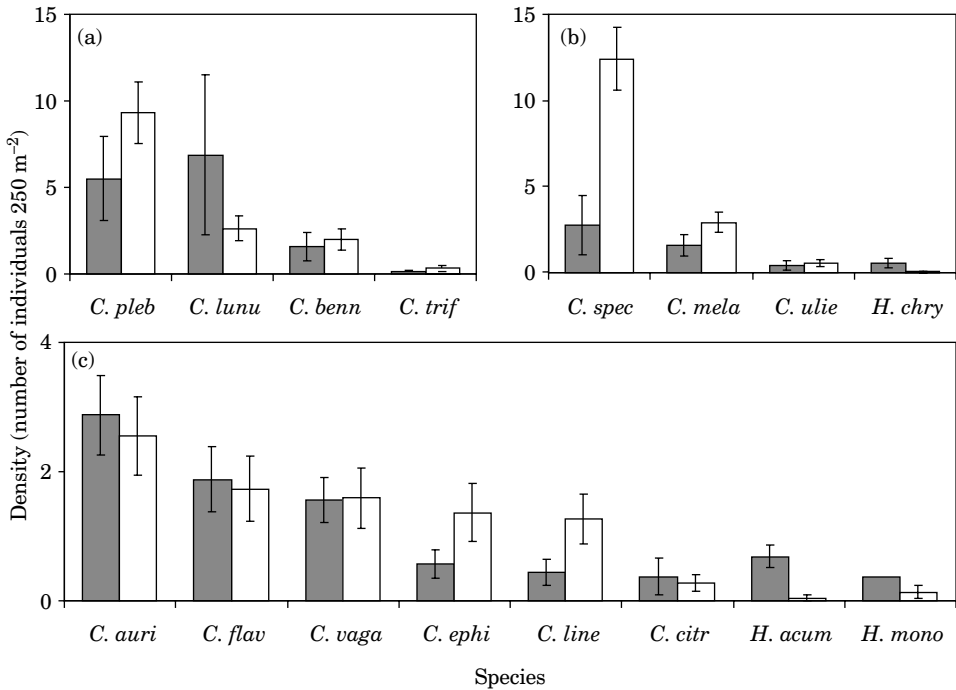 Density (number of individuals 250 m⁻²)
15
10
5
0
(a)
C. pleb C. lunu C. benn C. trif
15
10
5
0
(b)
C. spec C. mela C. ulie H. chry
4
2
0
(c)
C. auri C. flav C. vaga C. ephi C. line C. citr H. acum H. mono
Species